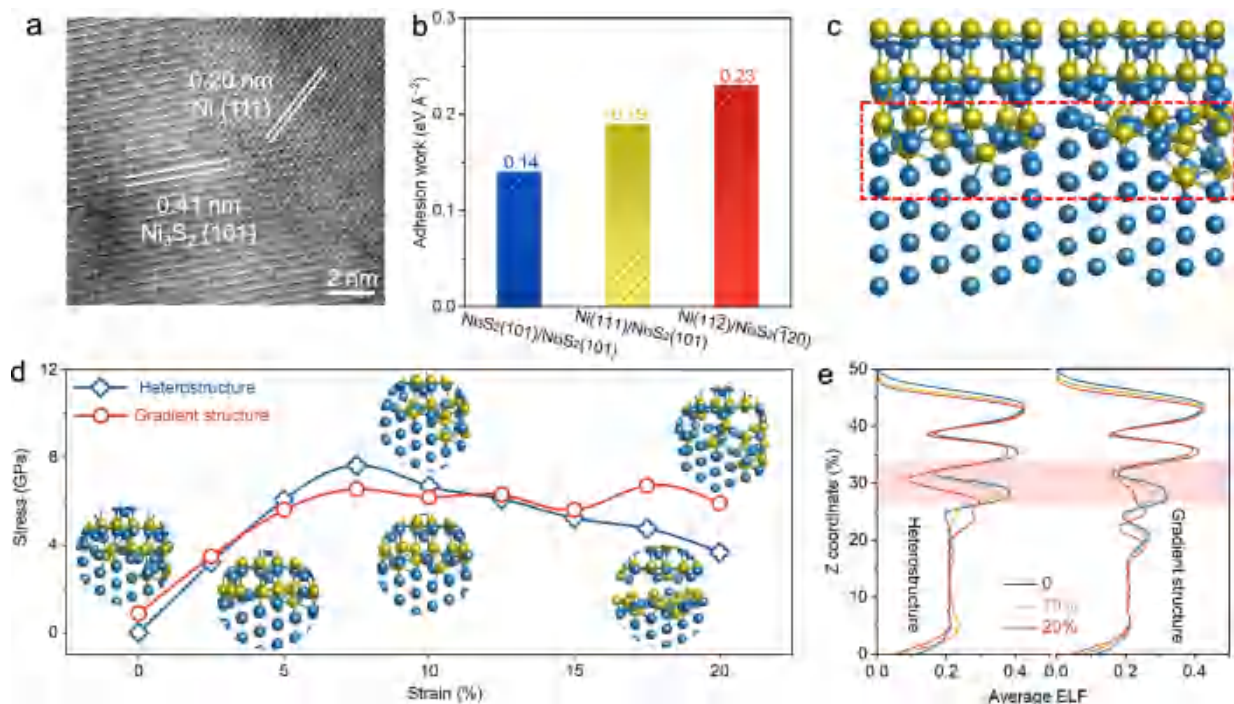 a
0.20 nm
Ni {111}
0.41 nm
Ni₃S₂ {101}
2 nm
b
Adhesion work (eV Å⁻²)
0.3
0.2
0.1
0.0
0.14
0.19
0.23
Ni₃S₂(101)/Ni₃S₂(101)
Ni(111)/Ni₃S₂(101)
c
d
Stress (GPa)
12
8
4
0
Heterostructure
Gradient structure
0
5
10
15
20
Strain (%)
e
Z coordinate (%)
50
40
30
20
10
0
Heterostructure
Gradient structure
0
10%
20%
0.0
0.2
0.4
0.0
0.2
0.4
Average ELF